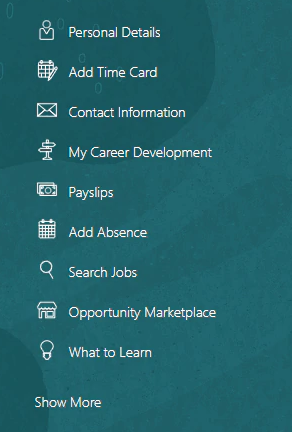 Personal Details
Add Time Card
Contact Information
My Career Development
Payslips
Add Absence
Search Jobs
Opportunity Marketplace
What to Learn
Show More